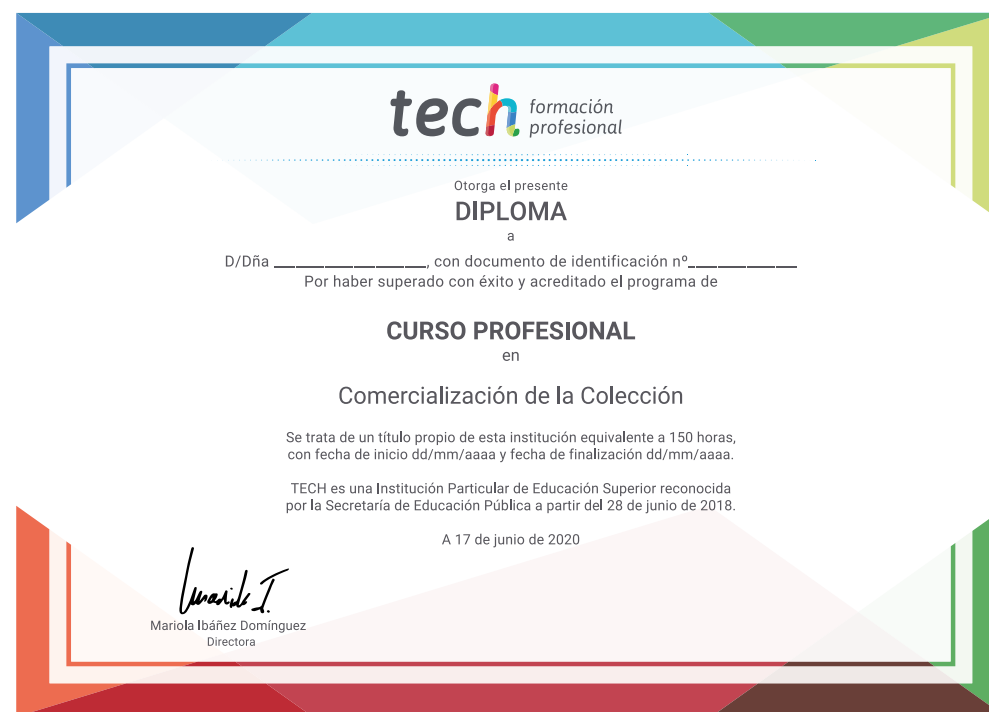 tech formación
profesional
Otorga el presente
DIPLOMA
a
D/Dña ______________, con documento de identificación nº__________
Por haber superado con éxito y acreditado el programa de
CURSO PROFESIONAL
en
Comercialización de la Colección
Se trata de un título propio de esta institución equivalente a 150 horas,
con fecha de inicio dd/mm/aaaa y fecha de finalización dd/mm/aaaa.
TECH es una Institución Particular de Educación Superior reconocida
por la Secretaría de Educación Pública a partir del 28 de junio de 2018.
A 17 de junio de 2020
Mariola Ibáñez Domínguez
Directora